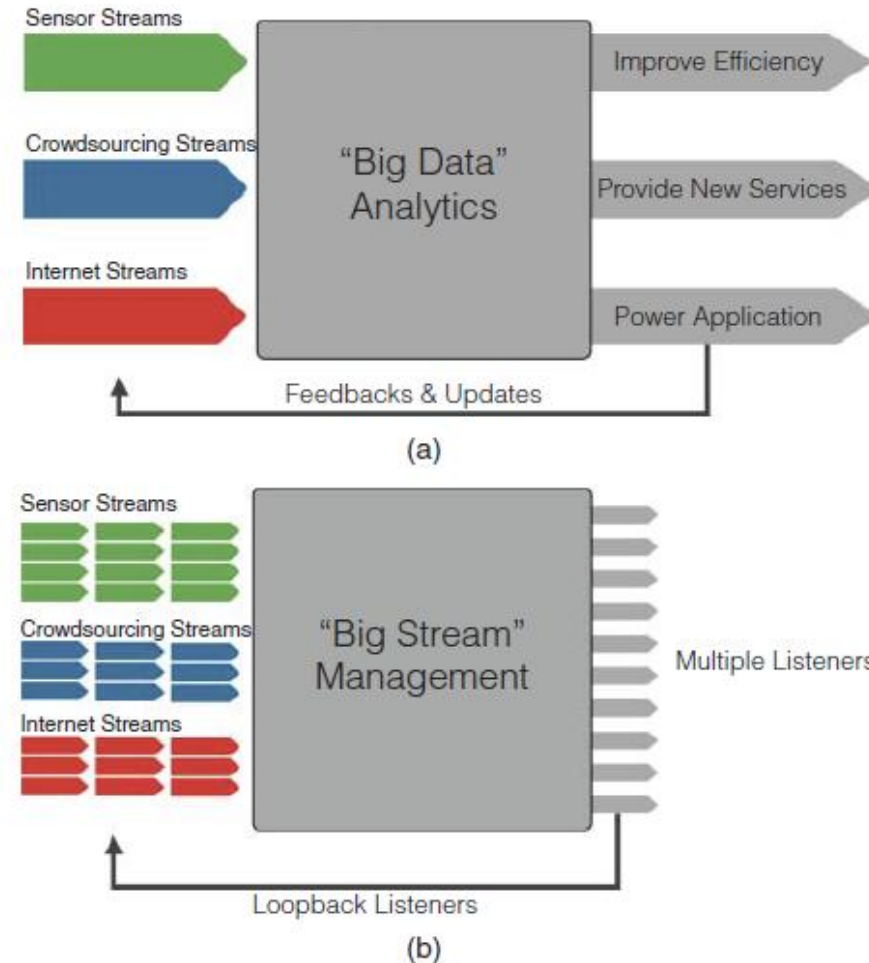 Sensor Streams
Crowdsourcing Streams
Internet Streams
“Big Data”
Analytics
Improve Efficiency
Provide New Services
Power Application
Feedbacks & Updates
(a)
Sensor Streams
Crowdsourcing Streams
Internet Streams
“Big Stream”
Management
Multiple Listeners
Loopback Listeners
(b)